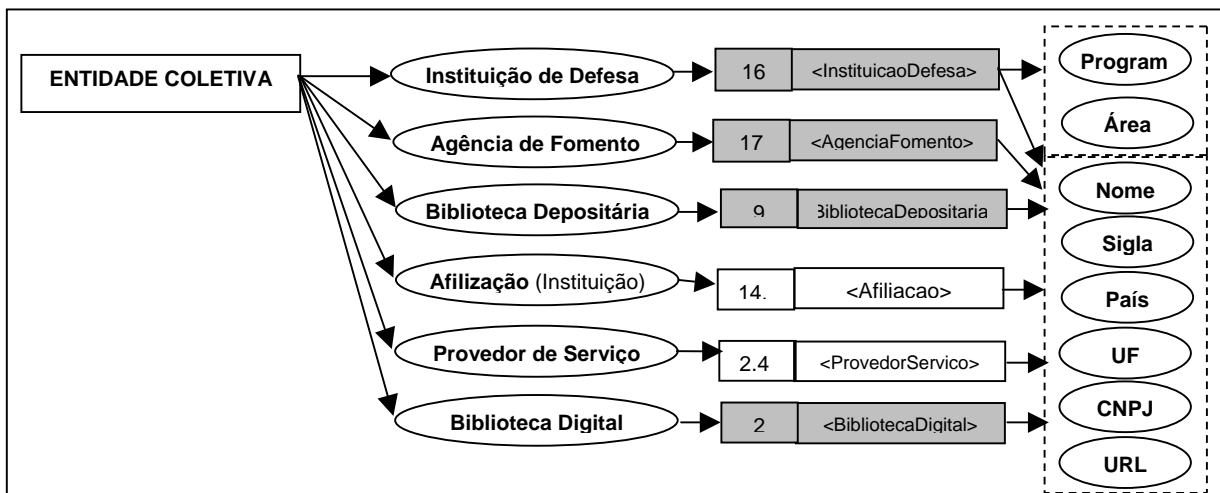 ENTIDADE COLETIVA
Instituição de Defesa
16
<InstituicaoDefesa>
Agência de Fomento
17
<AgenciaFomento>
Biblioteca Depositária
9
BibliotecaDepositaria
Afilização (Instituição)
14.
<Afiliacao>
Provedor de Serviço
2.4
<ProvedorServico>
Biblioteca Digital
2
<BibliotecaDigital>
Program
Área
Nome
Sigla
País
UF
CNPJ
URL